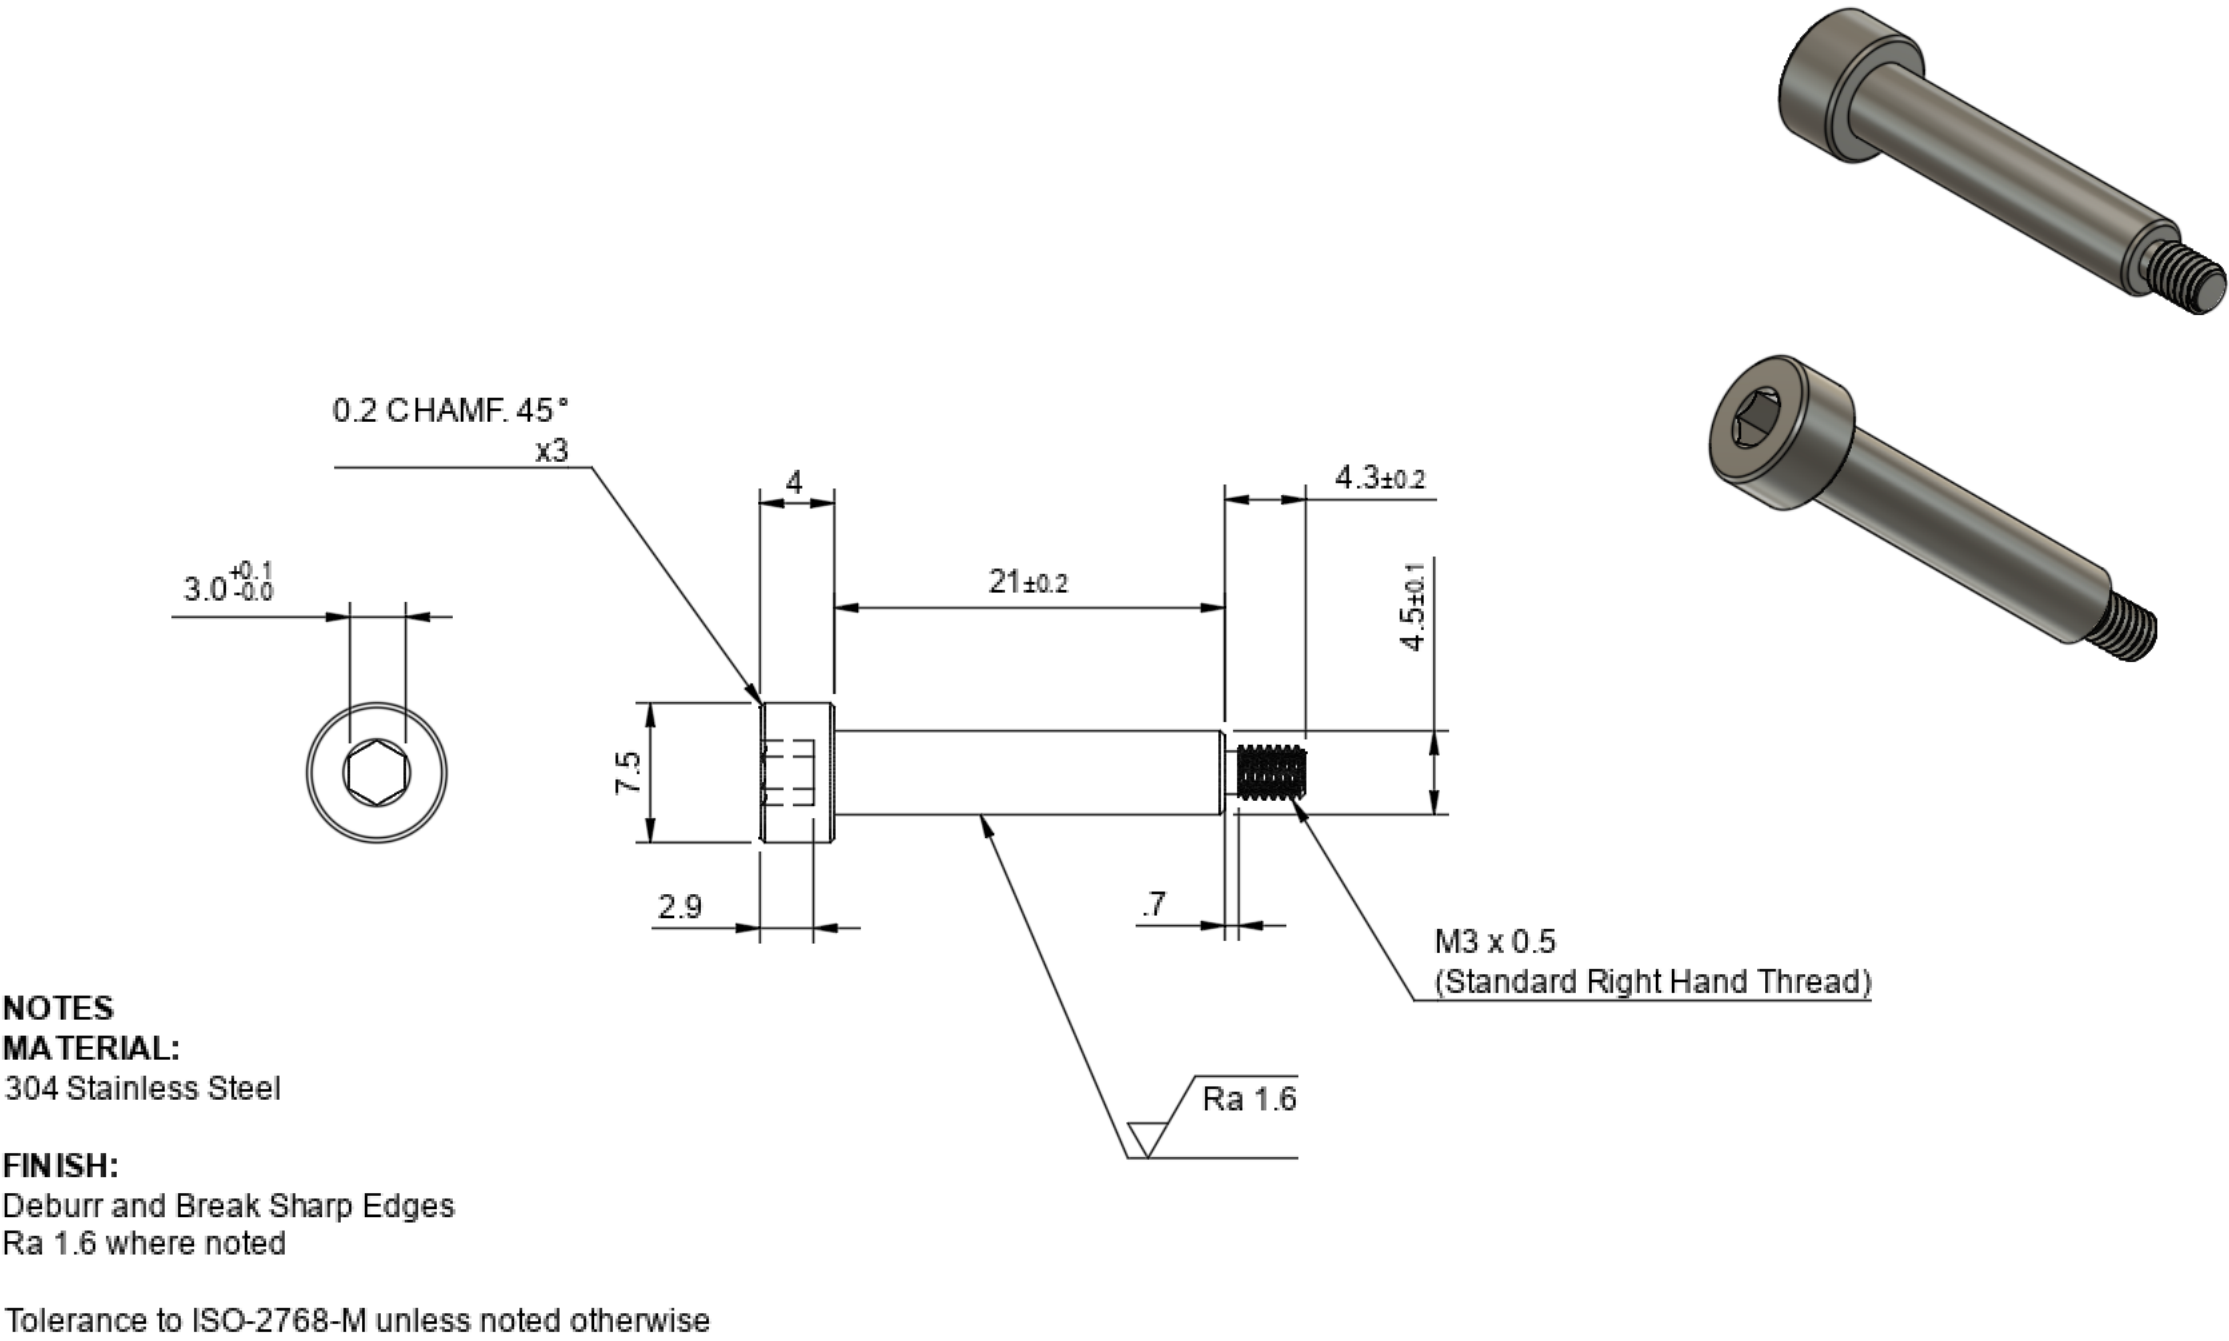 0.2 CHAMF. 45°
x3
4
4.3±0.2
3.0 +0.1
-0.0
21±0.2
4.5±0.1
7.5
2.9
.7
M3 x 0.5
(Standard Right Hand Thread)
Ra 1.6
NOTES
MATERIAL:
304 Stainless Steel
FINISH:
Deburr and Break Sharp Edges
Ra 1.6 where noted
Tolerance to ISO-2768-M unless noted otherwise